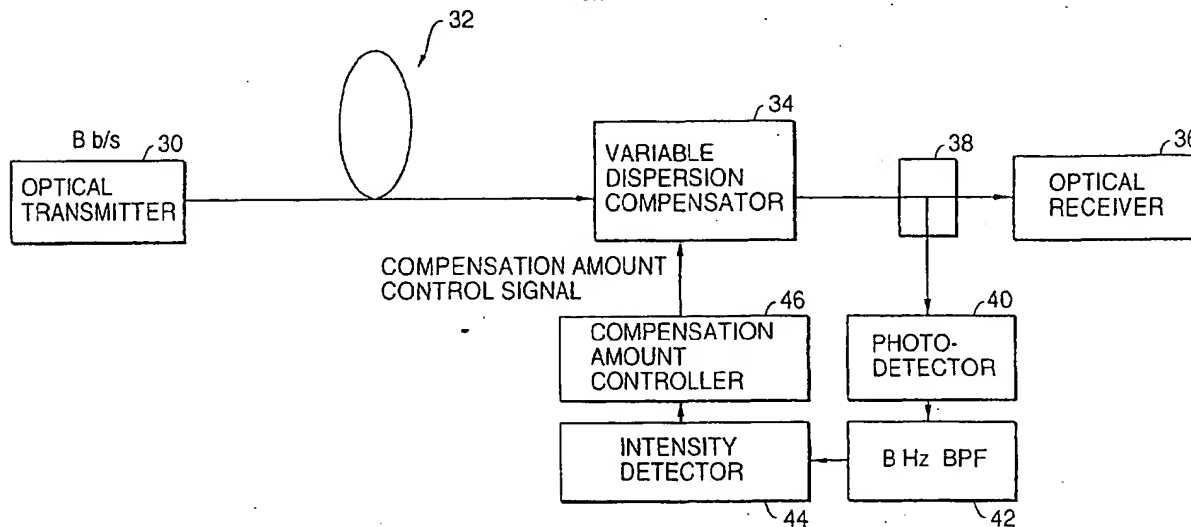 32
B b/s
30
OPTICAL
TRANSMITTER
34
VARIABLE
DISPERSION
COMPENSATOR
38
36
OPTICAL
RECEIVER
COMPENSATION AMOUNT
CONTROL SIGNAL
46
COMPENSATION
AMOUNT
CONTROLLER
40
PHOTO-
DETECTOR
INTENSITY
DETECTOR
44
B Hz BPF
42